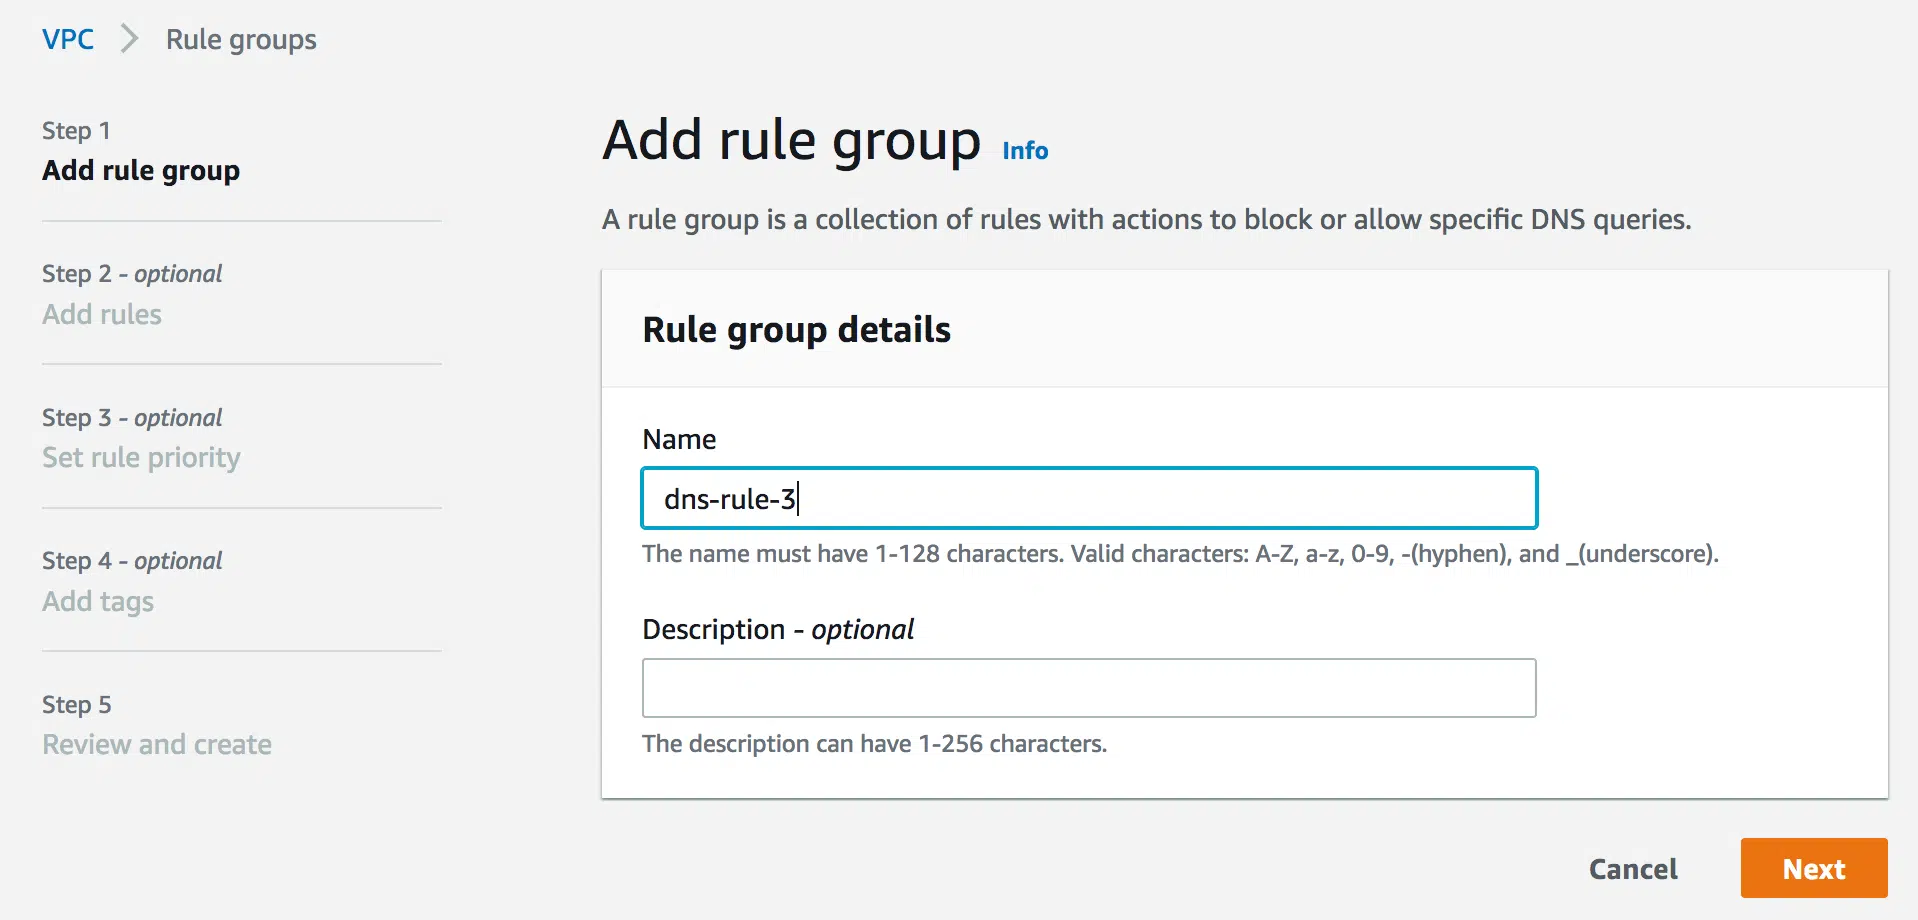 VPC > Rule groups
Step 1
Add rule group
Step 2 - optional
Add rules
Step 3 - optional
Set rule priority
Step 4 - optional
Add tags
Step 5
Review and create
Add rule group Info
A rule group is a collection of rules with actions to block or allow specific DNS queries.
Rule group details
Name
dns-rule-3
The name must have 1-128 characters. Valid characters: A-Z, a-z, 0-9, -(hyphen), and _(underscore).
Description - optional
The description can have 1-256 characters.
Cancel Next